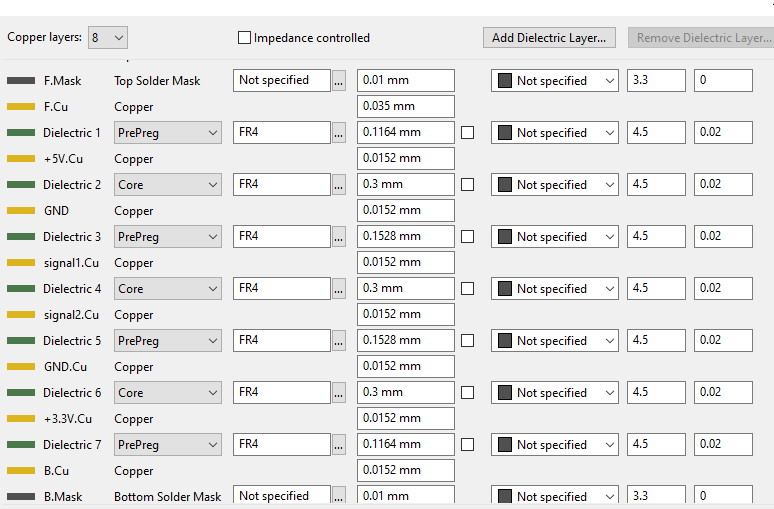 Copper layers: 8 Impedance controlled Add Dielectric Layer... Remove Dielectric Layer...
F.Mask Top Solder Mask Not specified ... 0.01 mm Not specified 3.3 0
F.Cu Copper 0.035 mm
Dielectric 1 PrePreg FR4 ... 0.1164 mm Not specified 4.5 0.02
+5V.Cu Copper 0.0152 mm
Dielectric 2 Core FR4 ... 0.3 mm Not specified 4.5 0.02
GND Copper 0.0152 mm
Dielectric 3 PrePreg FR4 ... 0.1528 mm Not specified 4.5 0.02
signal1.Cu Copper 0.0152 mm
Dielectric 4 Core FR4 ... 0.3 mm Not specified 4.5 0.02
signal2.Cu Copper 0.0152 mm
Dielectric 5 PrePreg FR4 ... 0.1528 mm Not specified 4.5 0.02
GND.Cu Copper 0.0152 mm
Dielectric 6 Core FR4 ... 0.3 mm Not specified 4.5 0.02
+3.3V.Cu Copper 0.0152 mm
Dielectric 7 PrePreg FR4 ... 0.1164 mm Not specified 4.5 0.02
B.Cu Copper 0.0152 mm
B.Mask Bottom Solder Mask Not specified ... 0.01 mm Not specified 3.3 0